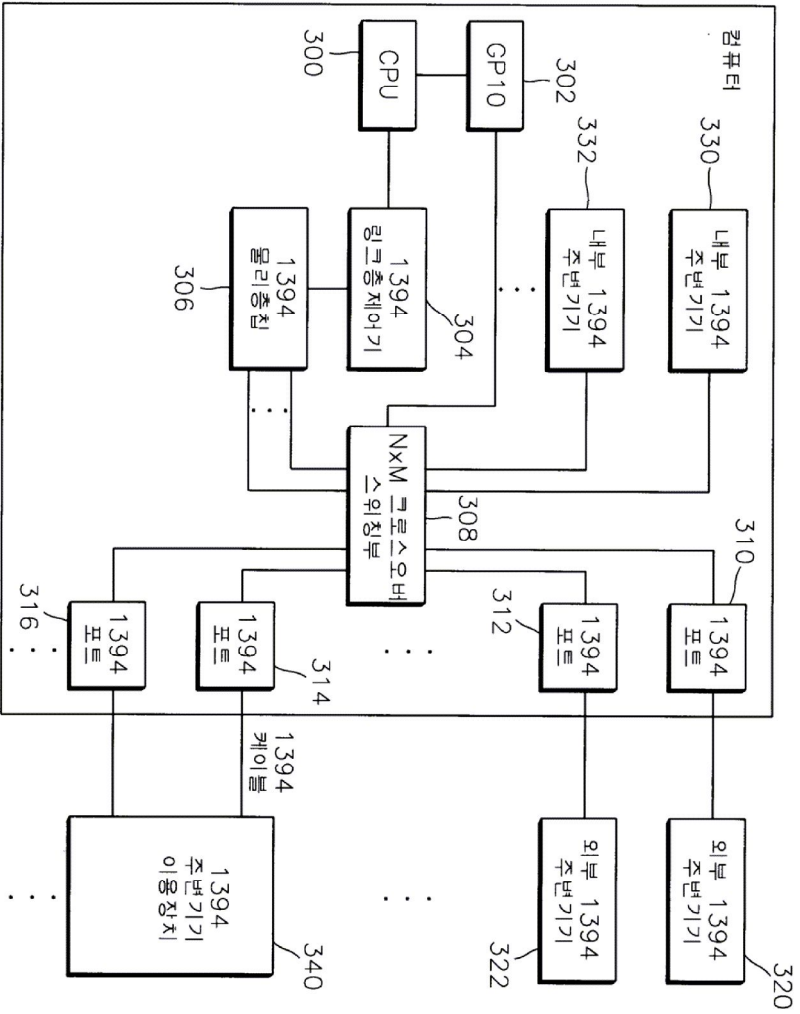 컴퓨터
330
내부 1394
주변기기
332
내부 1394
주변기기
...
302
GP10
300
CPU
304
1394
링크층제어기
306
1394
물리층칩
...
308
NxM 크로스오버
스위칭부
310
1394
포트
312
1394
포트
...
314
1394
포트
316
1394
포트
...
1394
케이블
320
외부 1394
주변기기
322
외부 1394
주변기기
...
340
1394
주변기기
이용장치
...